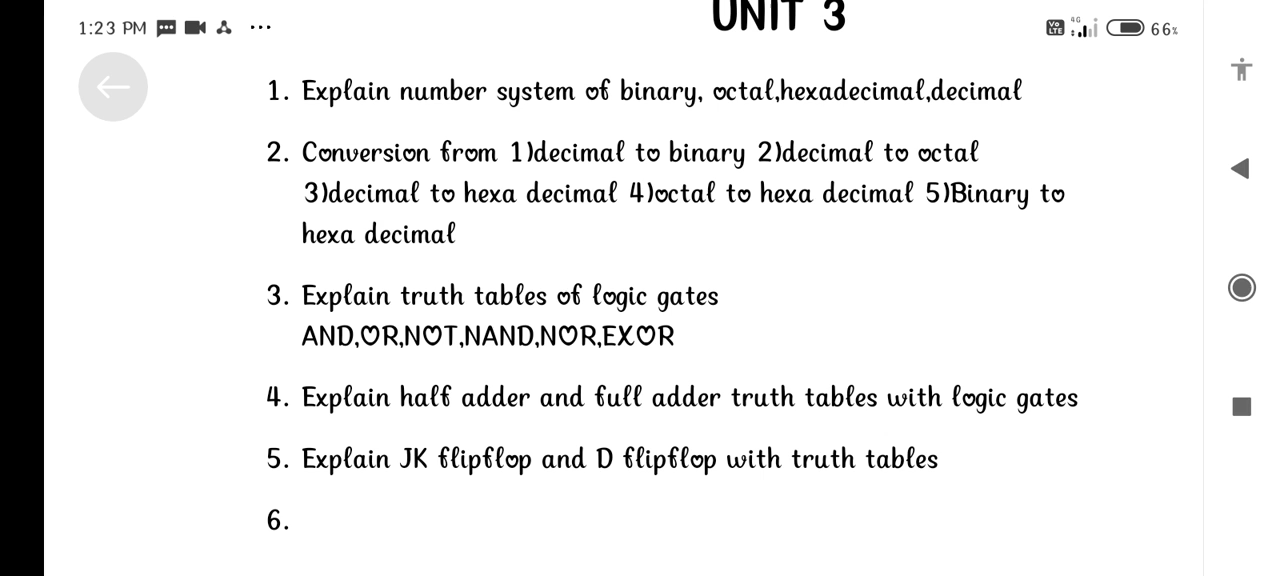 UNIT 3
1:23 PM ...
Vo LTE 4G 66%
1. Explain number system of binary, octal,hexadecimal,decimal
2. Conversion from 1)decimal to binary 2)decimal to octal
3)decimal to hexa decimal 4)octal to hexa decimal 5)Binary to
hexa decimal
3. Explain truth tables of logic gates
AND,OR,NOT,NAND,NOR,EXOR
4. Explain half adder and full adder truth tables with logic gates
5. Explain JK flipflop and D flipflop with truth tables
6.